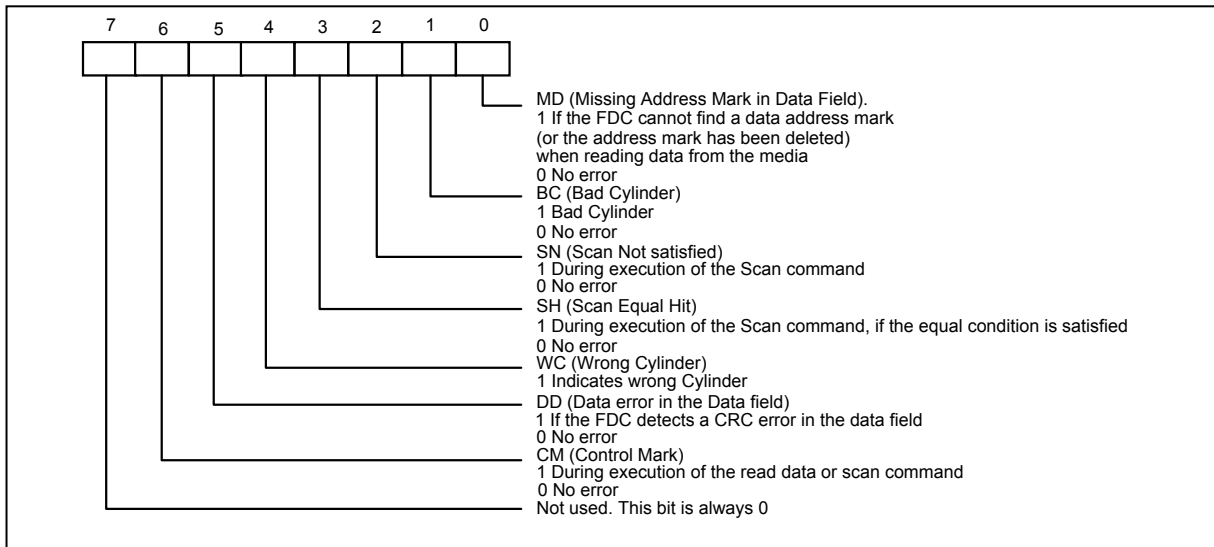 7 6 5 4 3 2 1 0
MD (Missing Address Mark in Data Field).
1 If the FDC cannot find a data address mark
(or the address mark has been deleted)
when reading data from the media
0 No error
BC (Bad Cylinder)
1 Bad Cylinder
0 No error
SN (Scan Not satisfied)
1 During execution of the Scan command
0 No error
SH (Scan Equal Hit)
1 During execution of the Scan command, if the equal condition is satisfied
0 No error
WC (Wrong Cylinder)
1 Indicates wrong Cylinder
DD (Data error in the Data field)
1 If the FDC detects a CRC error in the data field
0 No error
CM (Control Mark)
1 During execution of the read data or scan command
0 No error
Not used. This bit is always 0